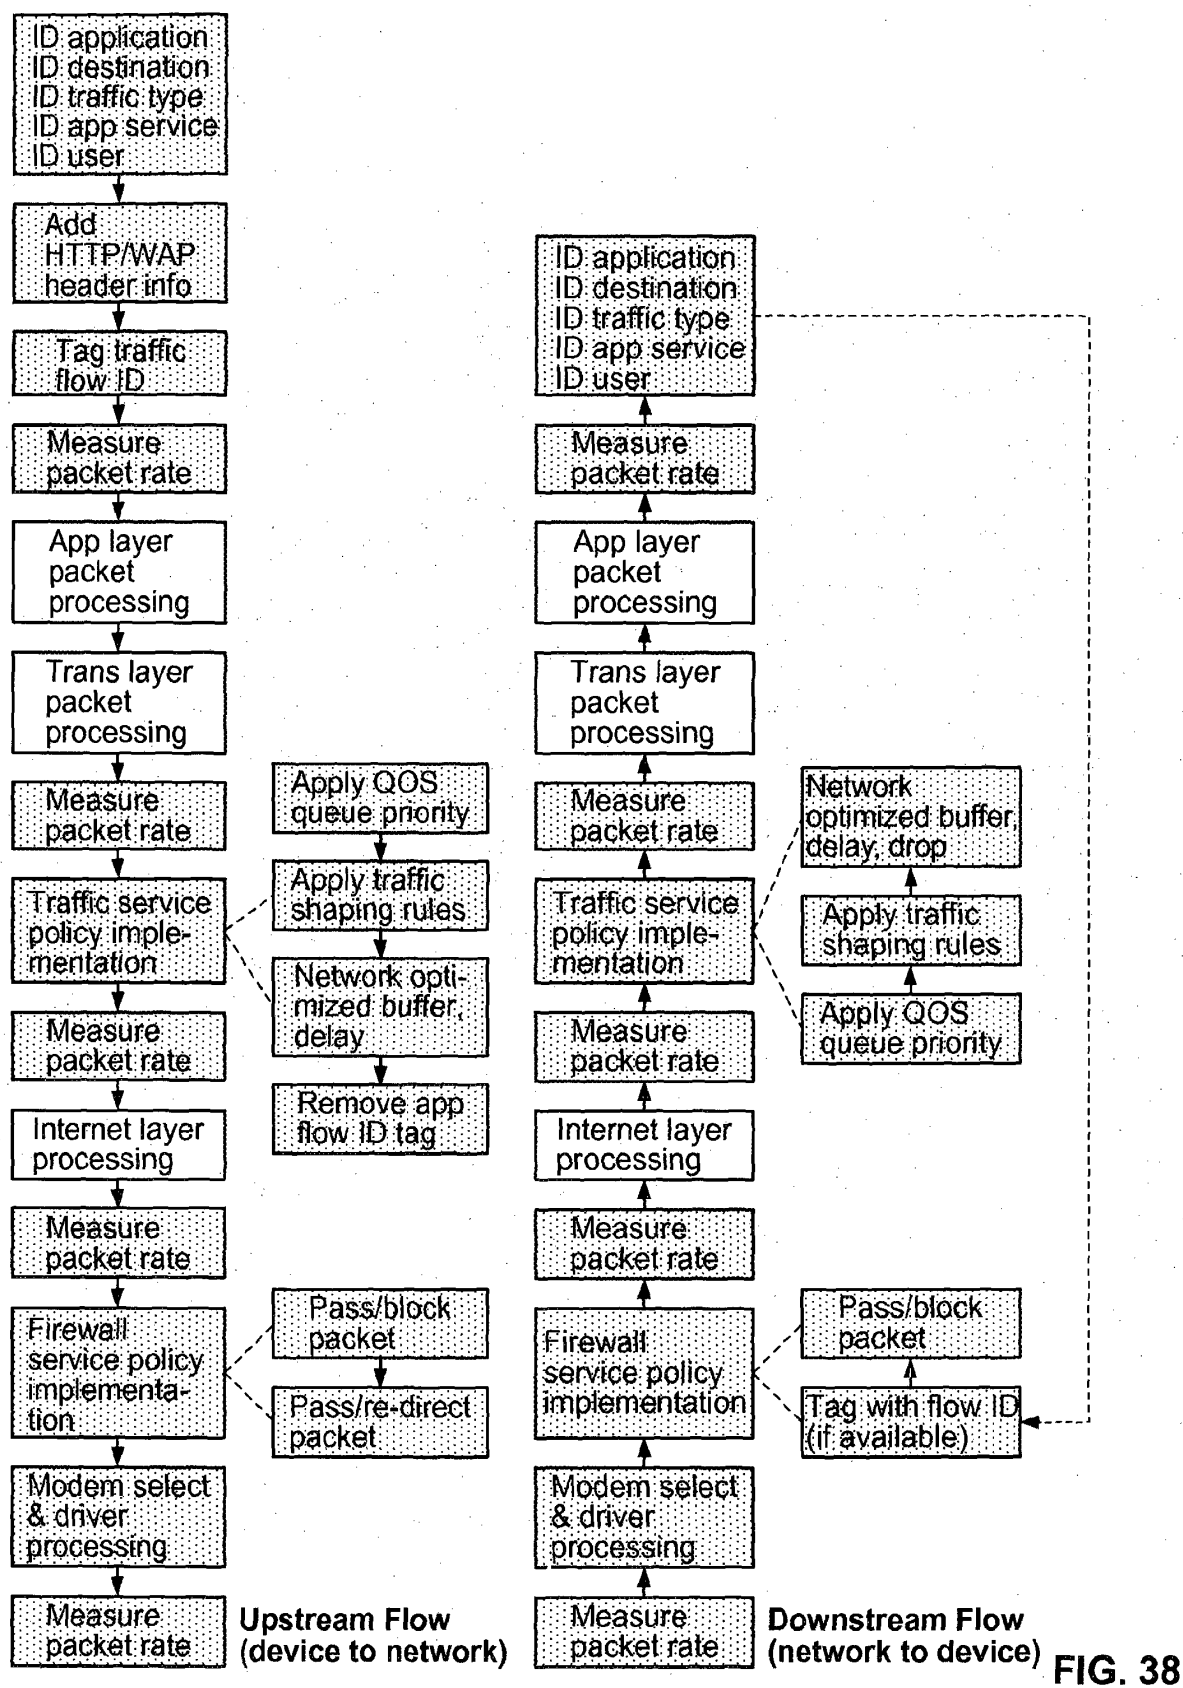 ID application
ID destination
ID traffic type
ID app service
ID user
Add
HTTP/WAP
header info
Tag traffic
flow ID
Measure
packet rate
App layer
packet
processing
Trans layer
packet
processing
Measure
packet rate
Traffic service
policy imple-
mentation
Measure
packet rate
Internet layer
processing
Measure
packet rate
Firewall
service policy
implementa-
tion
Modem select
& driver
processing
Measure
packet rate
Apply QOS
queue priority
Apply traffic
shaping rules
Network opti-
mized buffer,
delay
Remove app
flow ID tag
Pass/block
packet
Pass/re-direct
packet
Upstream Flow
(device to network)
ID application
ID destination
ID traffic type
ID app service
ID user
Measure
packet rate
App layer
packet
processing
Trans layer
packet
processing
Measure
packet rate
Traffic service
policy imple-
mentation
Measure
packet rate
Internet layer
processing
Measure
packet rate
Firewall
service policy
implementation
Modem select
& driver
processing
Measure
packet rate
Network
optimized buffer,
delay, drop
Apply traffic
shaping rules
Apply QOS
queue priority
Pass/block
packet
Tag with flow ID
(if available)
Downstream Flow
(network to device)
FIG. 38